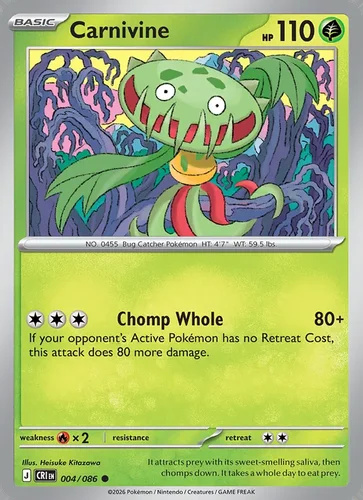 BASIC
Carnivine
HP 110
NO. 0455 Bug Catcher Pokémon HT: 4'7" WT: 59.5 lbs.
Chomp Whole 80+
If your opponent's Active Pokémon has no Retreat Cost,
this attack does 80 more damage.
weakness ×2 resistance retreat
Illus. Heisuke Kitazawa
J CRI EN 004/086
It attracts prey with its sweet-smelling saliva, then
chomps down. It takes a whole day to eat prey.
©2026 Pokémon / Nintendo / Creatures / GAME FREAK